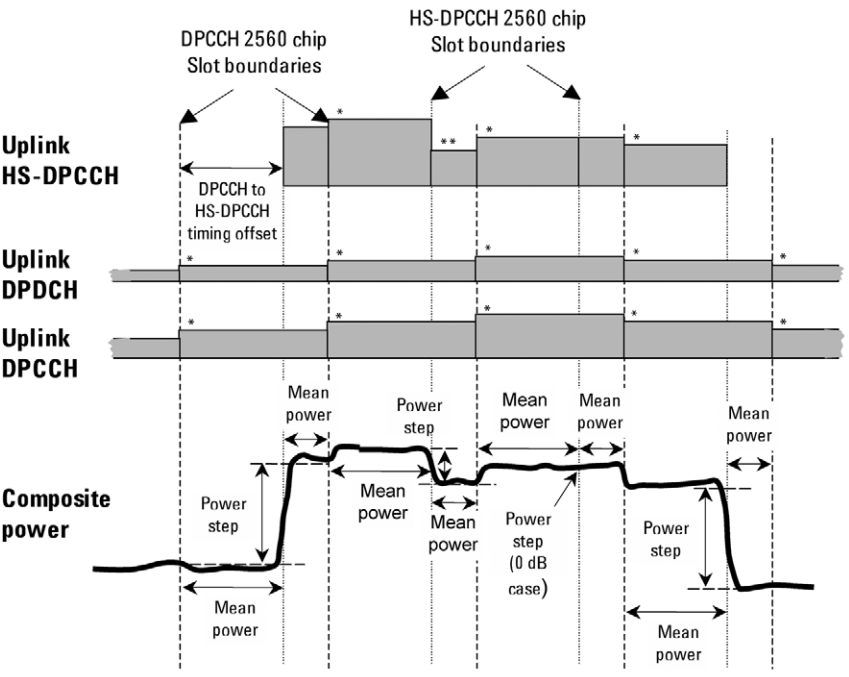 DPCCH 2560 chip
Slot boundaries
HS-DPCCH 2560 chip
Slot boundaries
Uplink
HS-DPCCH
*
**
*
*
DPCCH to
HS-DPCCH
timing offset
Uplink
DPDCH
*
*
*
*
*
Uplink
DPCCH
*
*
*
*
*
Composite
power
Mean
power
Power
step
Mean
power
Mean
power
Mean
power
Power
step
Mean
power
Mean
power
Power
step
(0 dB
case)
Power
step
Mean
power
Mean
power